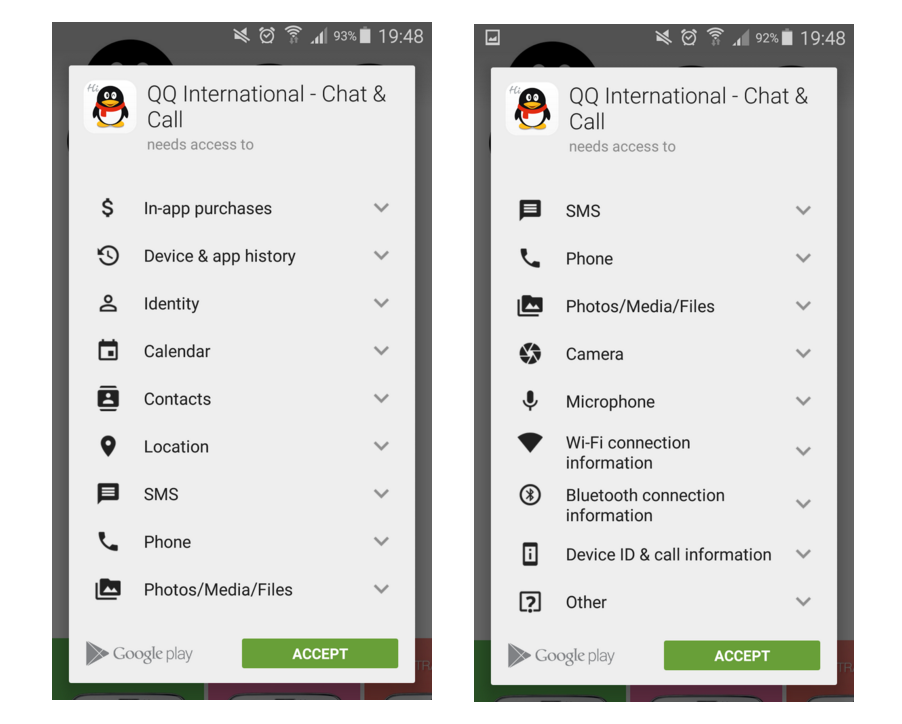 93% 19:48
Hi
QQ International - Chat &
Call
needs access to
In-app purchases
Device & app history
Identity
Calendar
Contacts
Location
SMS
Phone
Photos/Media/Files
Google play
ACCEPT
92% 19:48
Hi
QQ International - Chat &
Call
needs access to
SMS
Phone
Photos/Media/Files
Camera
Microphone
Wi-Fi connection
information
Bluetooth connection
information
Device ID & call information
Other
Google play
ACCEPT